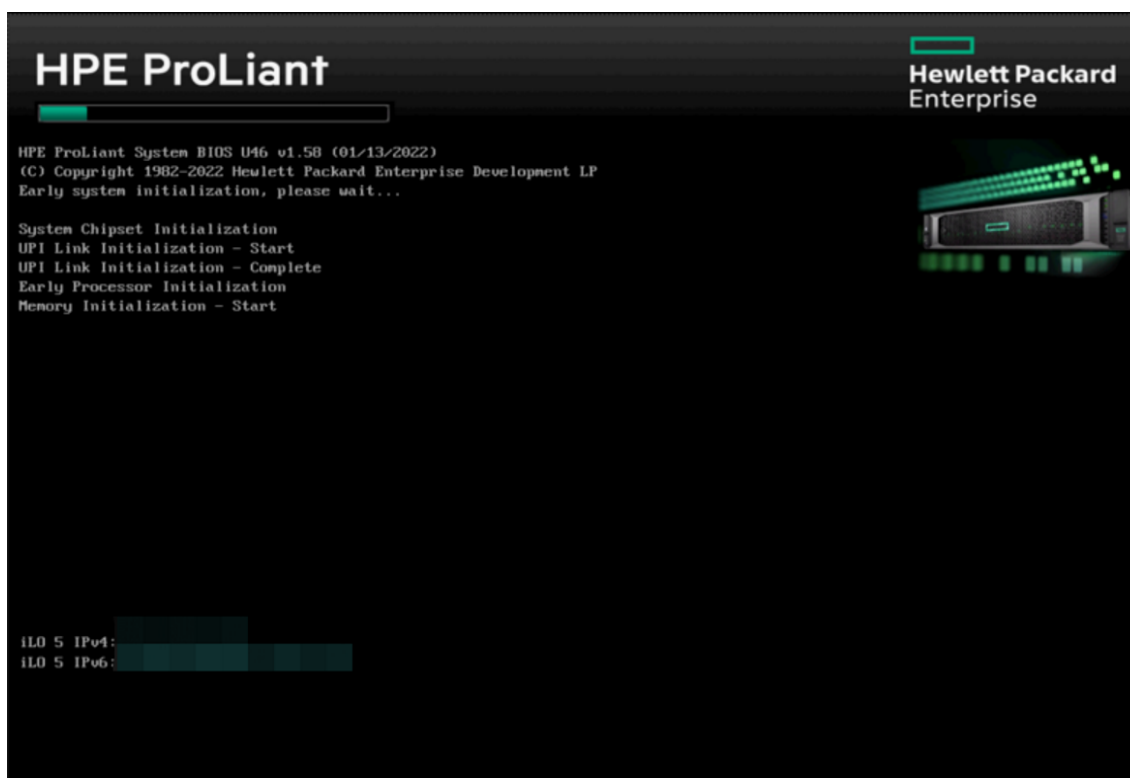 HPE ProLiant
Hewlett Packard
Enterprise
HPE ProLiant System BIOS U46 v1.58 (01/13/2022)
(C) Copyright 1982-2022 Hewlett Packard Enterprise Development LP
Early system initialization, please wait...
System Chipset Initialization
UPI Link Initialization - Start
UPI Link Initialization - Complete
Early Processor Initialization
Memory Initialization - Start
iLO 5 IPv4:
iLO 5 IPv6: